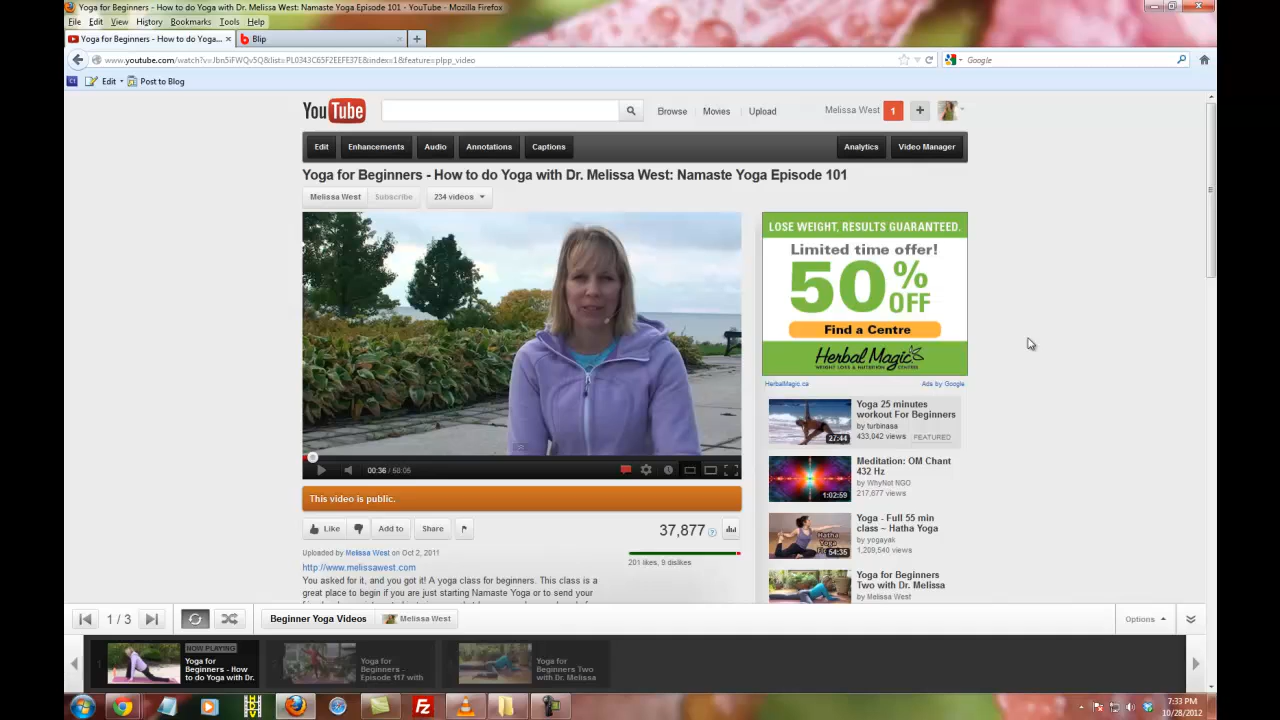 Yoga for Beginners - How to do Yoga with Dr. Melissa West: Namaste Yoga Episode 101 - YouTube - Mozilla Firefox
File Edit View History Bookmarks Tools Help
Yoga for Beginners - How to do Yoga... Blip
Google
Edit Post to Blog
YouTube Browse Movies Upload Melissa West 1
Edit Enhancements Audio Annotations Captions Analytics Video Manager
Yoga for Beginners - How to do Yoga with Dr. Melissa West: Namaste Yoga Episode 101
Melissa West Subscribe 234 videos
LOSE WEIGHT, RESULTS GUARANTEED.
Limited time offer!
50% OFF
Find a Centre
Herbal Magic
WEIGHT LOSS & NUTRITION CENTRES
HerbalMagic.ca Ads by Google
Yoga 25 minutes
workout For Beginners
by turbinasa
433,042 views FEATURED
27:44
Meditation: OM Chant
432 Hz
by WhyNot NGO
217,677 views
1:02:59
Yoga - Full 55 min
class ~ Hatha Yoga
by yogayak
1,209,540 views
Hatha
Yoga
54:35
Yoga for Beginners
Two with Dr. Melissa
by Melissa West
00:36 / 50:05
This video is public.
Like Add to Share 37,877
Uploaded by Melissa West on Oct 2, 2011
201 likes, 9 dislikes
http://www.melissawest.com
You asked for it, and you got it! A yoga class for beginners. This class is a
great place to begin if you are just starting Namaste Yoga or to send your
1 / 3 Beginner Yoga Videos Melissa West Options
NOW PLAYING
Yoga for
Beginners - How
to do Yoga with Dr.
Yoga for
Beginners -
Episode 117 with
Yoga for
Beginners Two
with Dr. Melissa
7:33 PM
10/28/2012